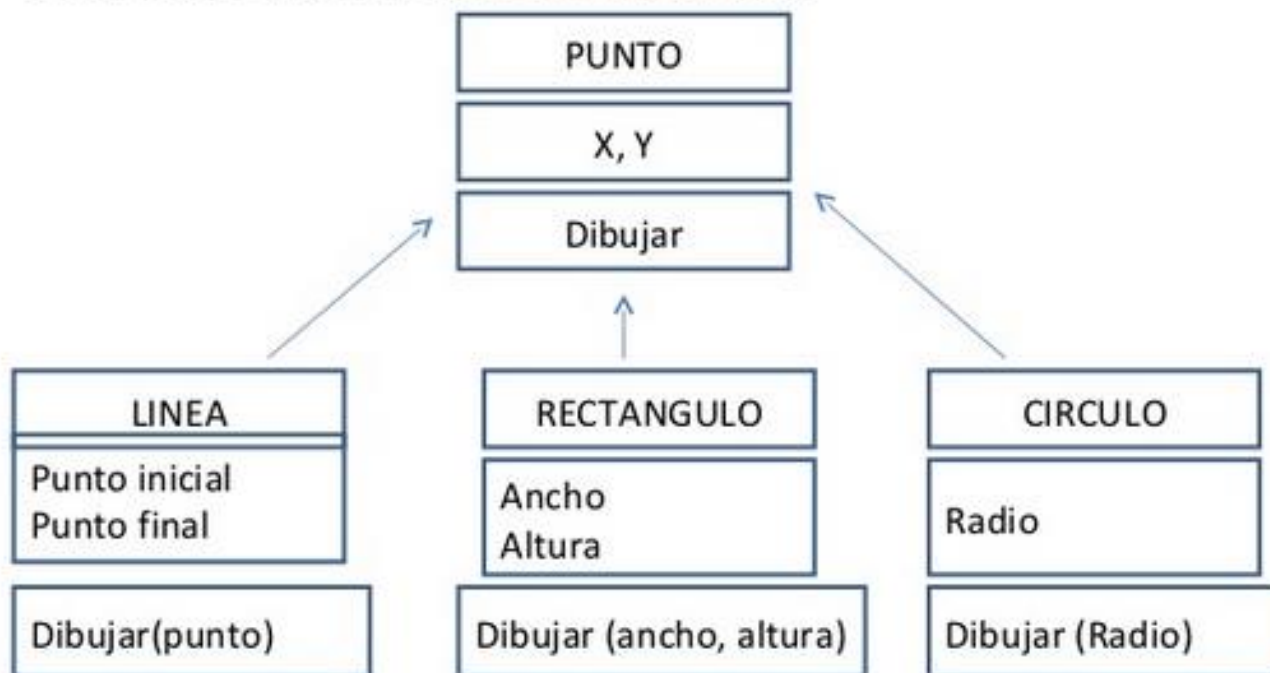 PUNTO
X, Y
Dibujar
LINEA
Punto inicial
Punto final
Dibujar(punto)
RECTANGULO
Ancho
Altura
Dibujar (ancho, altura)
CIRCULO
Radio
Dibujar (Radio)